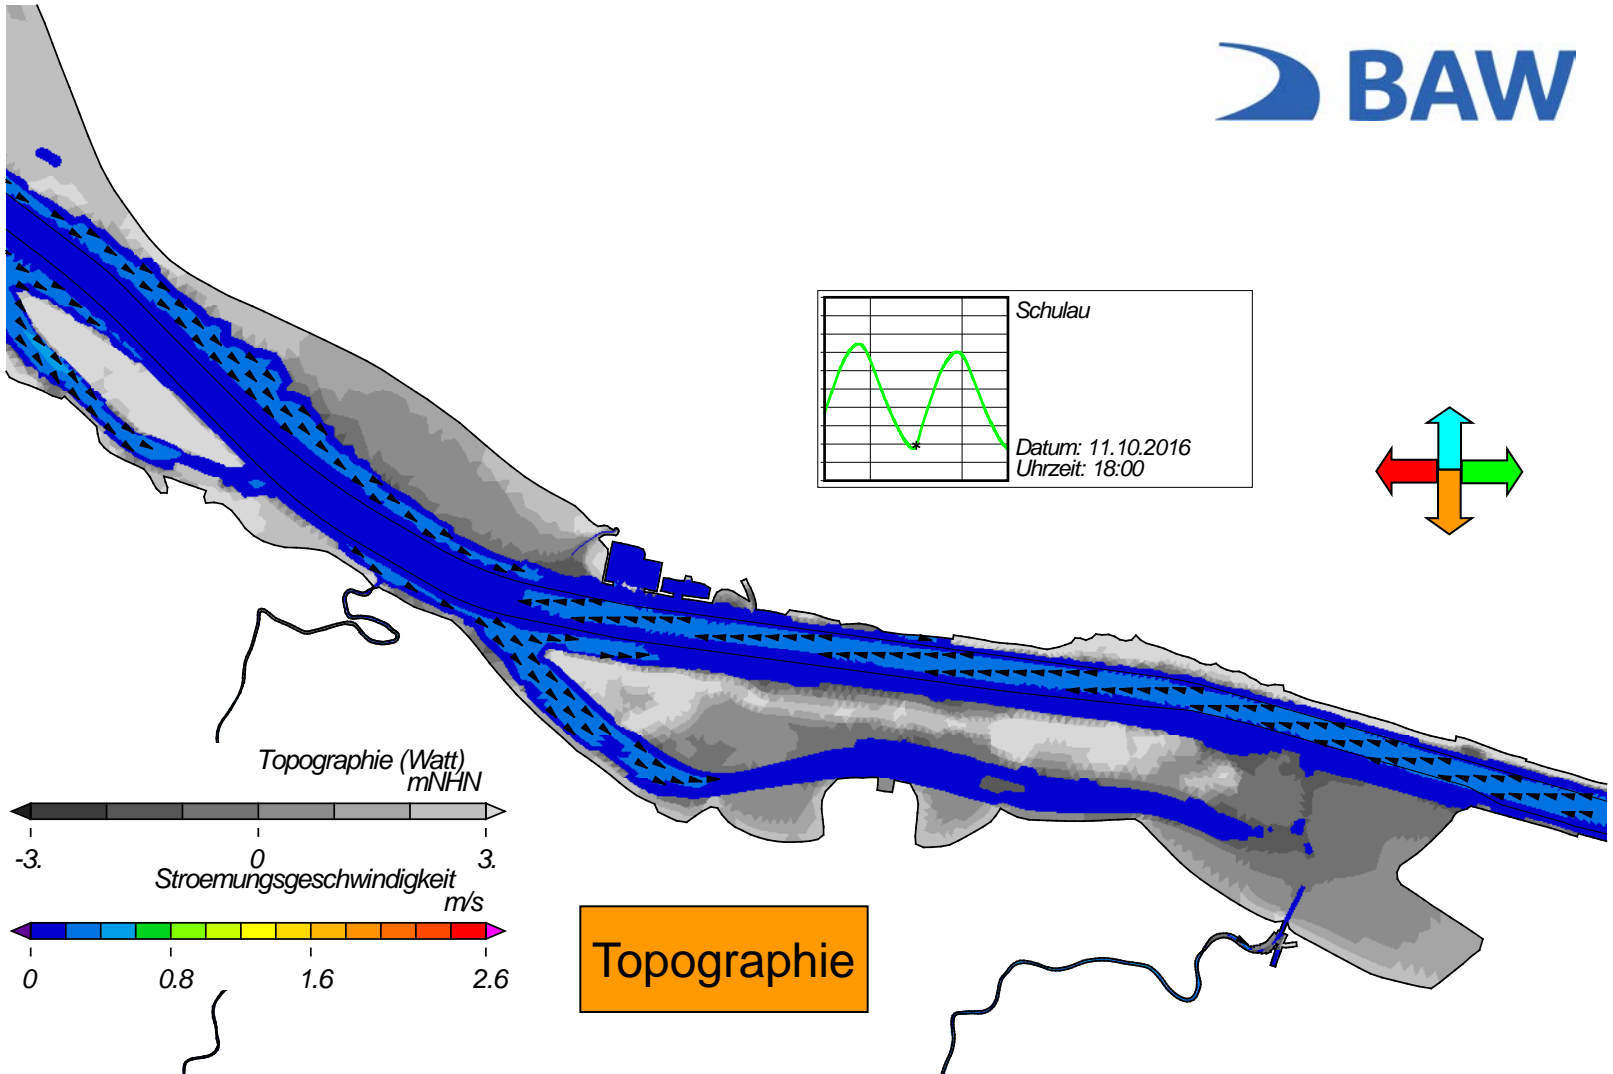 BAW
Schulau
Datum: 11.10.2016
Uhrzeit: 18:00
Topographie (Watt)
mNHN
-3. 0 3.
Stroemungsgeschwindigkeit
m/s
0 0.8 1.6 2.6
Topographie